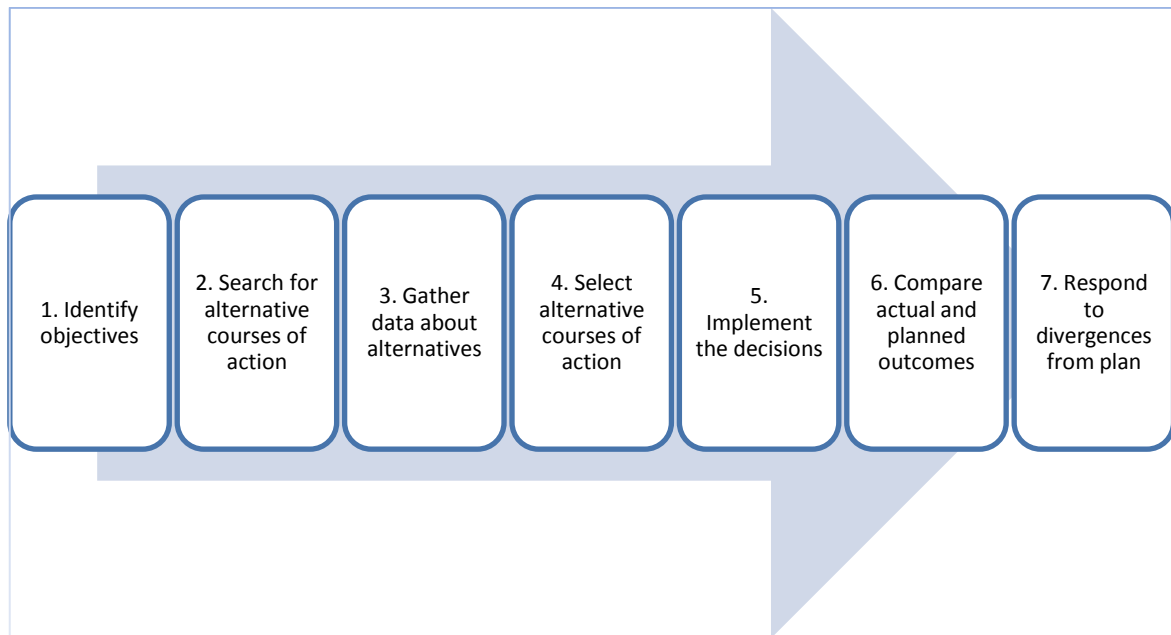 1. Identify
objectives
2. Search for
alternative
courses of
action
3. Gather
data about
alternatives
4. Select
alternative
courses of
action
5.
Implement
the decisions
6. Compare
actual and
planned
outcomes
7. Respond
to
divergences
from plan